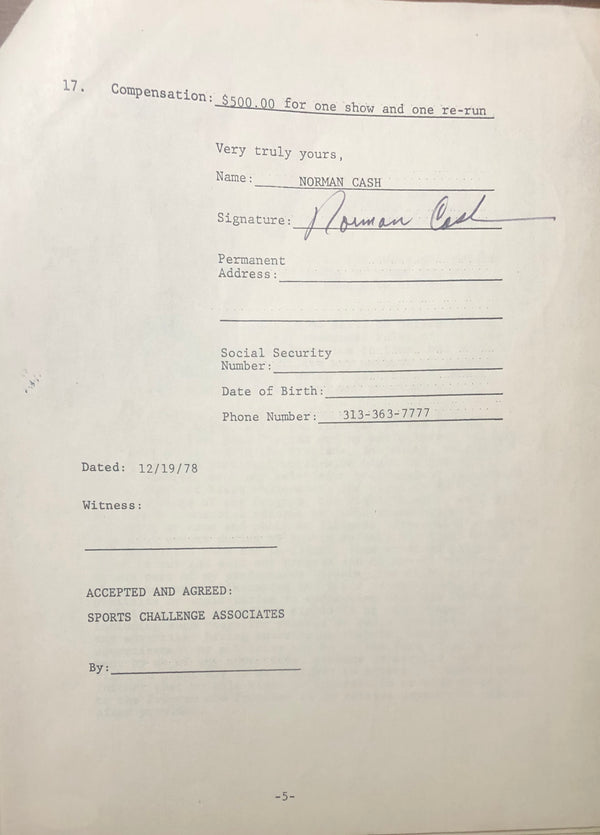 17. Compensation: $500.00 for one show and one re-run
Very truly yours,
Name: NORMAN CASH
Signature: Norman Cash
Permanent
Address:
Social Security
Number:
Date of Birth:
Phone Number: 313-363-7777
Dated: 12/19/78
Witness:
ACCEPTED AND AGREED:
SPORTS CHALLENGE ASSOCIATES
By:
-5-